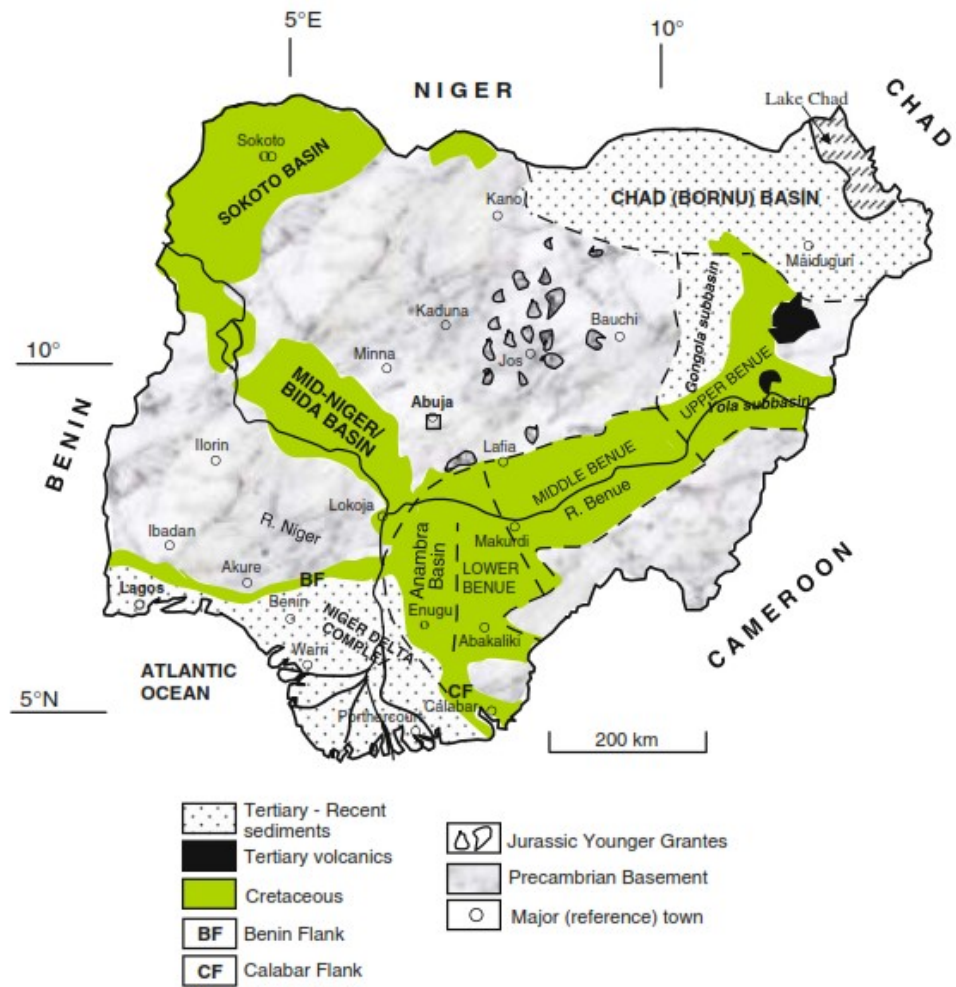 5°E
10°
NIGER
CHAD
Lake Chad
Sokoto
SOKOTO BASIN
Kano
CHAD (BORNU) BASIN
Maiduguri
Kaduna
Bauchi
Gongola subbasin
10°
Minna
Jos
UPPER BENUE
MID-NIGER/
BIDA BASIN
Abuja
Yola subbasin
BENIN
Ilorin
Lafia
MIDDLE BENUE
R. Benue
Lokoja
R. Niger
Ibadan
Makurdi
Anambra
Basin
LOWER
BENUE
Akure
BF
Lagos
Benin
Enugu
Abakaliki
NIGER DELTA
COMPLEX
CAMEROON
Warri
ATLANTIC
OCEAN
CF
Calabar
5°N
Porthercourt
200 km
Tertiary - Recent
sediments
Tertiary volcanics
Cretaceous
BF Benin Flank
CF Calabar Flank
Jurassic Younger Grantes
Precambrian Basement
Major (reference) town